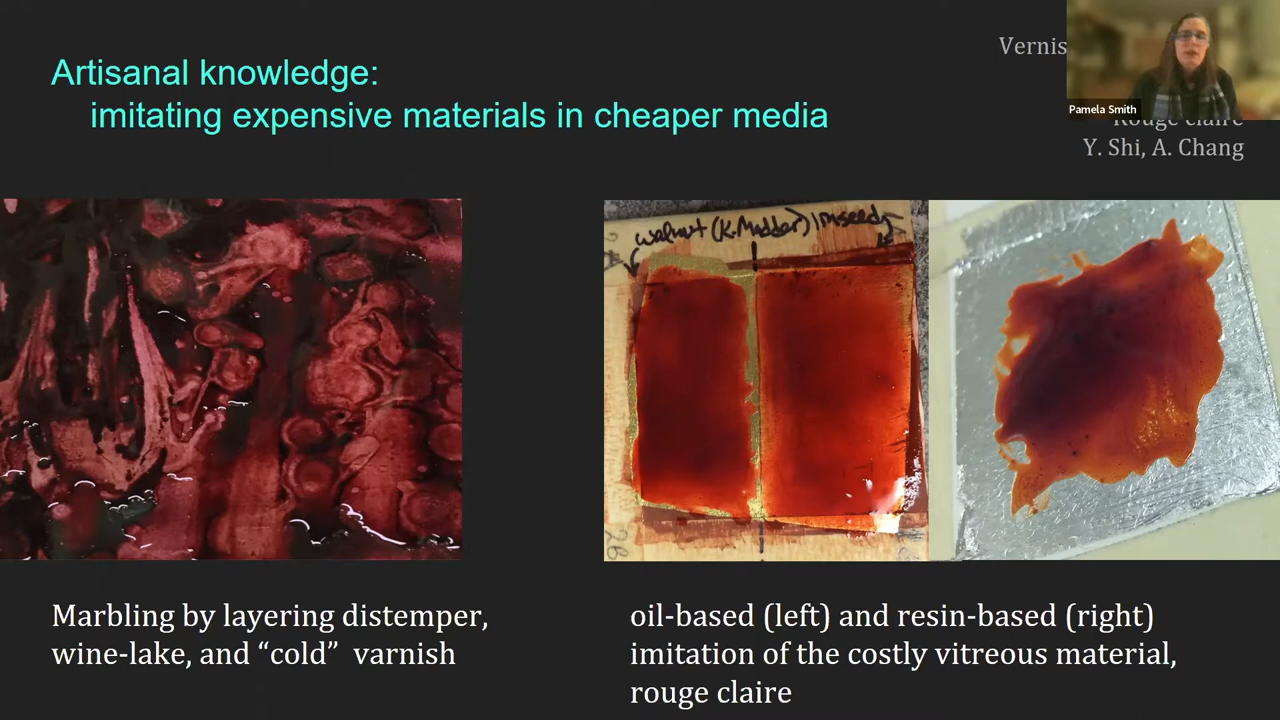 Artisanal knowledge:
imitating expensive materials in cheaper media
Vernis
Pamela Smith
Rouge claire
Y. Shi, A. Chang
walnut (K. Madder) linseed
Marbling by layering distemper,
wine-lake, and “cold” varnish
oil-based (left) and resin-based (right)
imitation of the costly vitreous material,
rouge claire